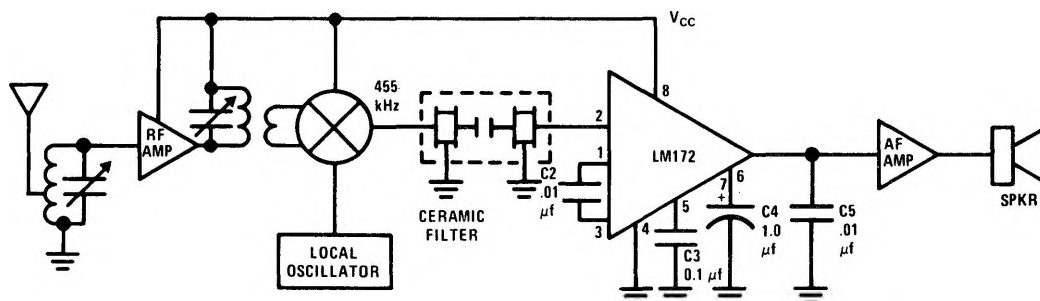 V_CC
455
kHz
RF
AMP
8
2
1
LM172
C2
.01
μf
3
4
5
C3
0.1 μf
7
6
+
C4
1.0
μf
C5
.01
μf
AF
AMP
SPKR
CERAMIC
FILTER
LOCAL
OSCILLATOR